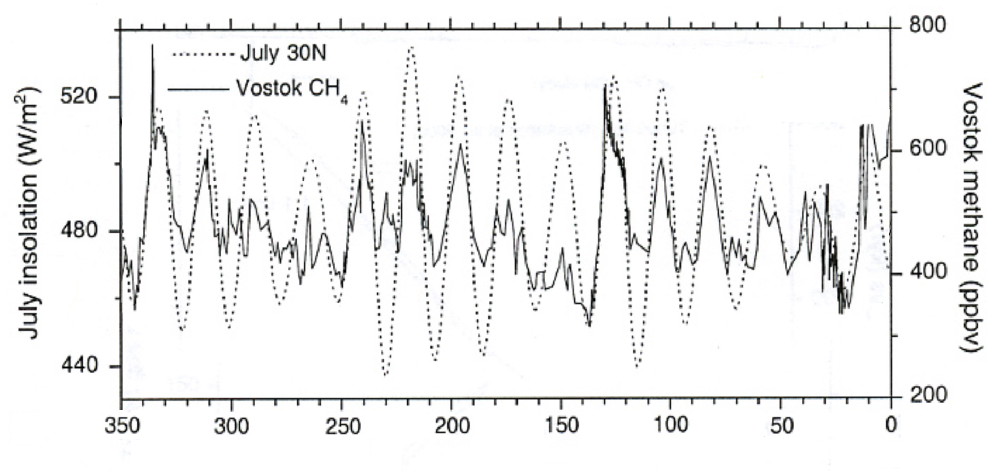 800
July 30N
Vostok CH₄
520
600
480
400
440
200
350 300 250 200 150 100 50 0
July insolation (W/m²)
Vostok methane (ppbv)